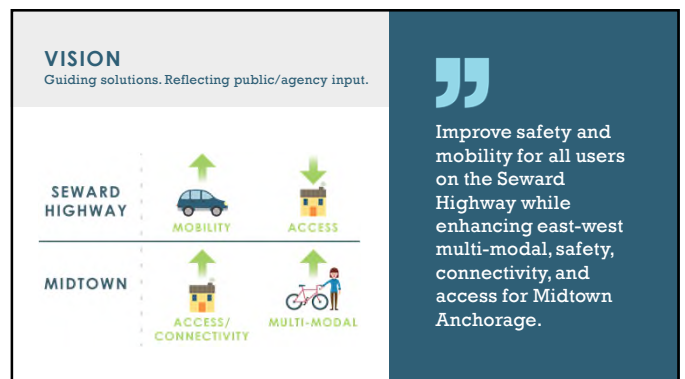 VISION
Guiding solutions. Reflecting public/agency input.
SEWARD
HIGHWAY
MOBILITY
ACCESS
MIDTOWN
ACCESS/
CONNECTIVITY
MULTI-MODAL
”
Improve safety and
mobility for all users
on the Seward
Highway while
enhancing east-west
multi-modal, safety,
connectivity, and
access for Midtown
Anchorage.